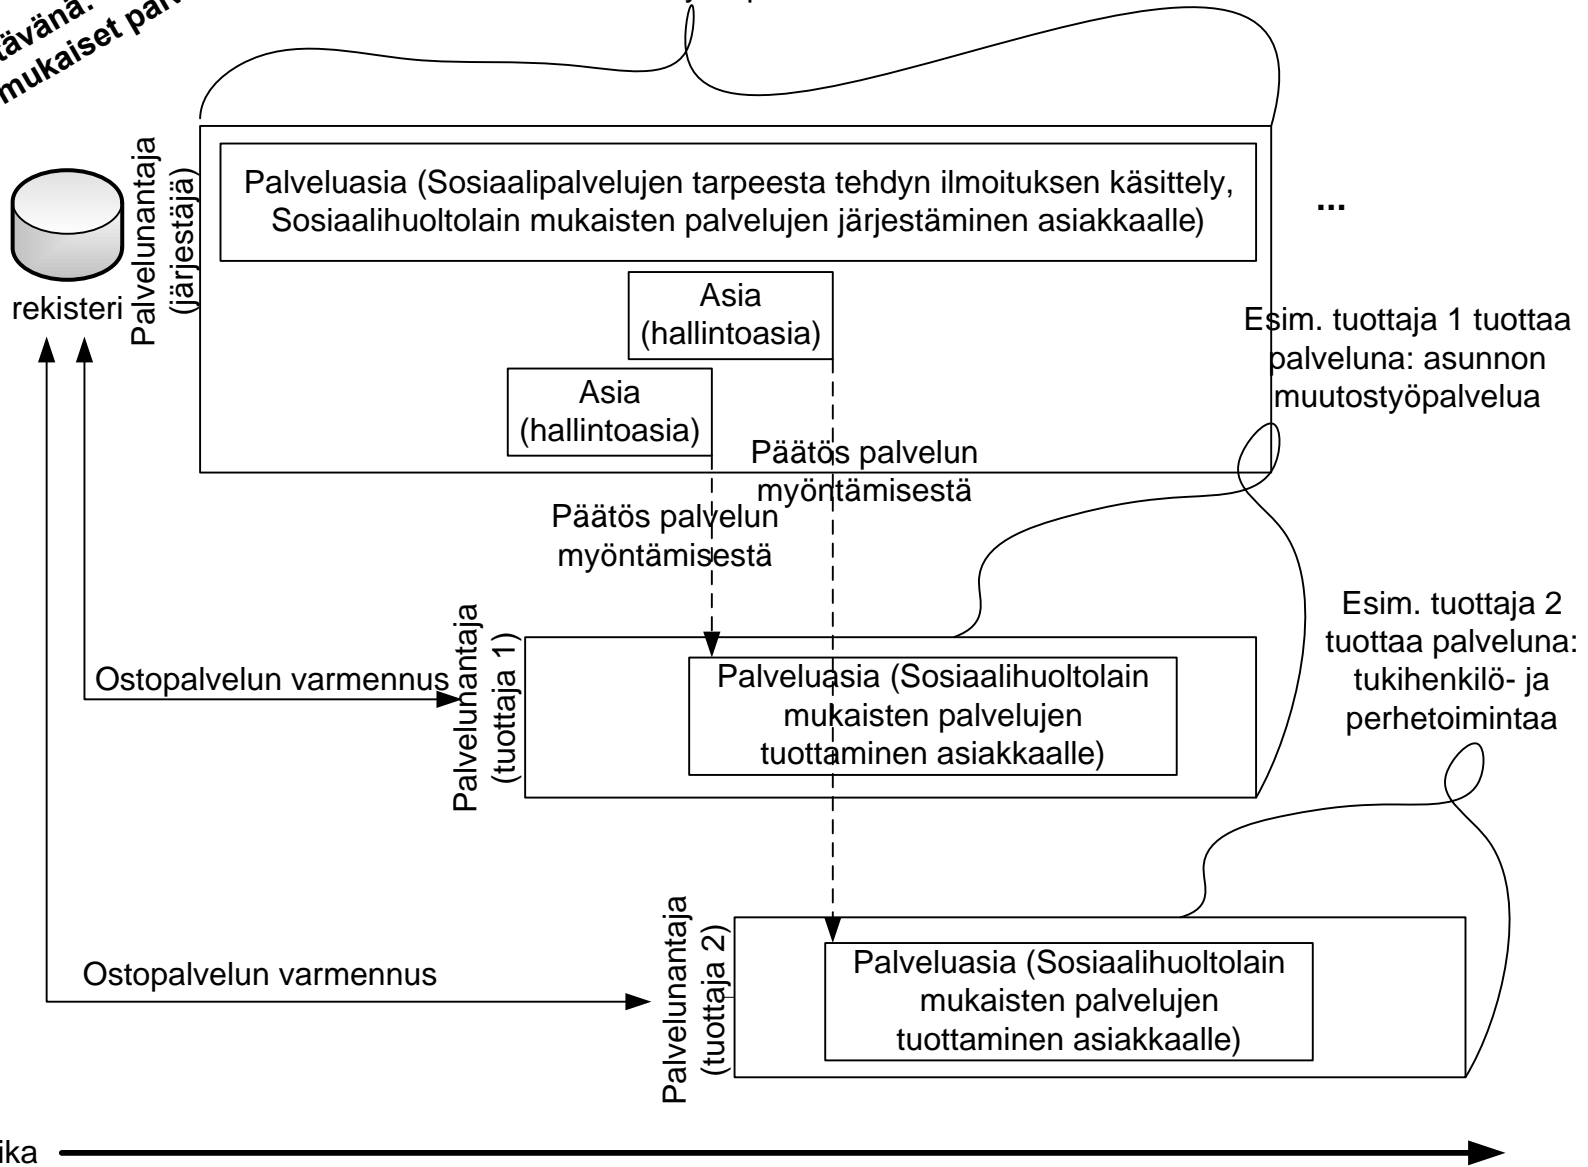 mukaiset
Palvelunantaja
(järjestäjä)
rekisteri
Palveluasia (Sosiaalipalvelujen tarpeesta tehdyn ilmoituksen käsittely,
Sosiaalihuoltolain mukaisten palvelujen järjestäminen asiakkaalle)
...
Asia
(hallintoasia)
Asia
(hallintoasia)
Esim. tuottaja 1 tuottaa
palveluna: asunnon
muutostyöpalvelua
Päätös palvelun
myöntämisestä
Päätös palvelun
myöntämisestä
Ostopalvelun varmennus
Palvelunantaja
(tuottaja 1)
Palveluasia (Sosiaalihuoltolain
mukaisten palvelujen
tuottaminen asiakkaalle)
Esim. tuottaja 2
tuottaa palveluna:
tukihenkilö- ja
perhetoimintaa
Ostopalvelun varmennus
Palvelunantaja
(tuottaja 2)
Palveluasia (Sosiaalihuoltolain
mukaisten palvelujen
tuottaminen asiakkaalle)